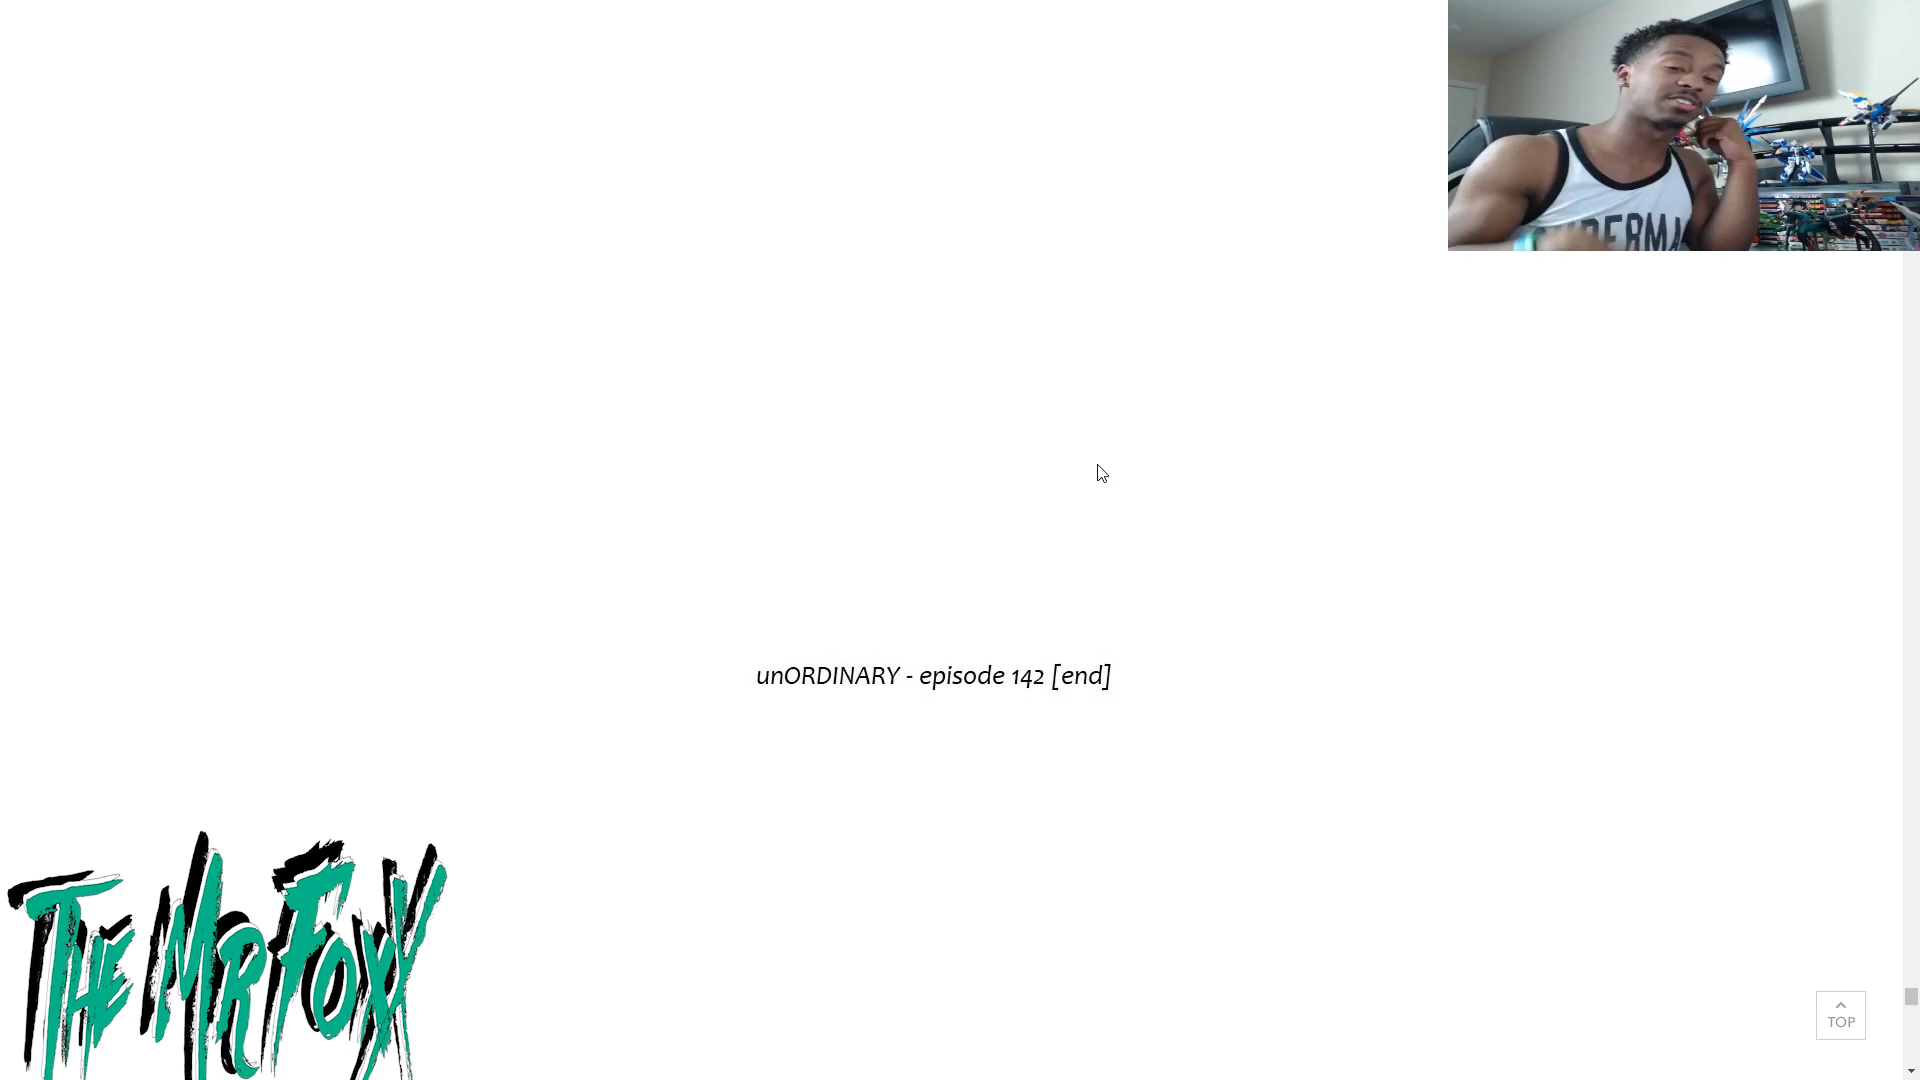 unORDINARY - episode 142 [end]
THE MR FOXX
TOP